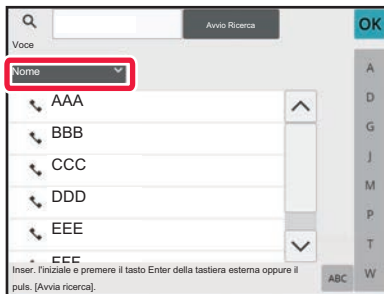 Avvio Ricerca
OK
Voce
Nome
AAA
BBB
CCC
DDD
EEE
FFF
A
D
G
J
M
P
T
W
ABC
Inser. l'iniziale e premere il tasto Enter della tastiera esterna oppure il
puls. [Avvia ricerca].